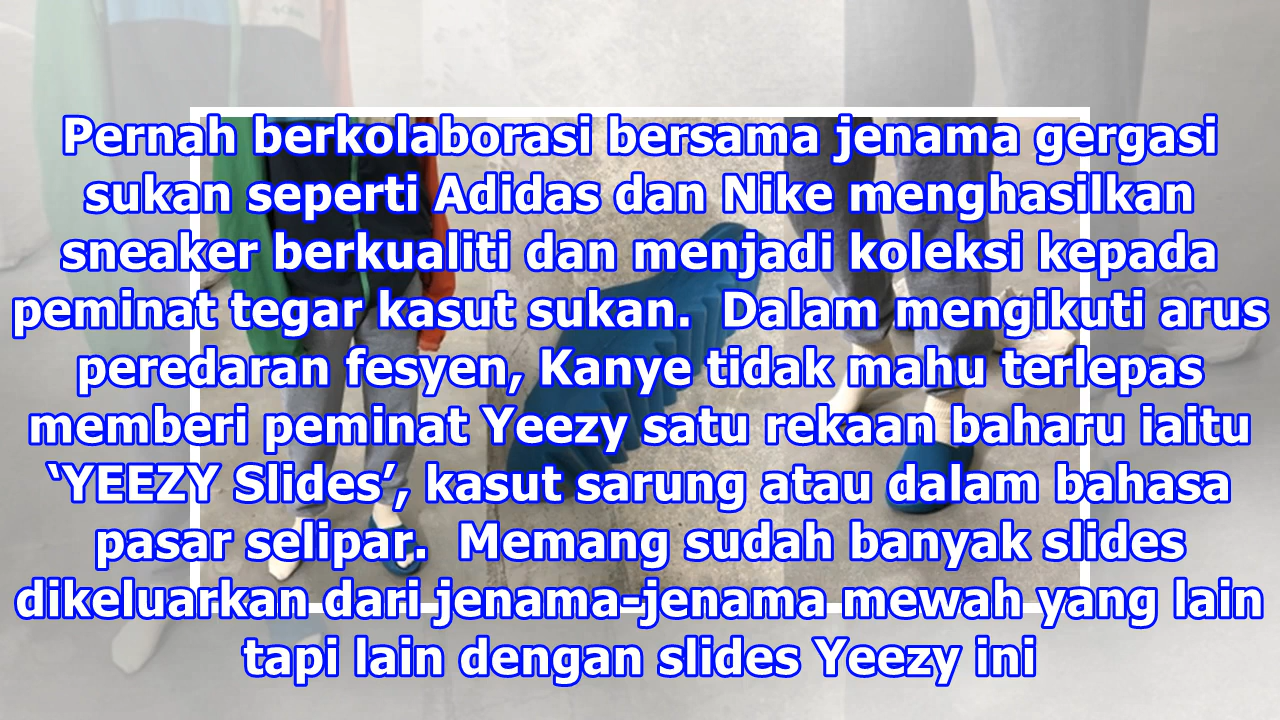 Pernah berkolaborasi bersama jenama gergasi
sukan seperti Adidas dan Nike menghasilkan
sneaker berkualiti dan menjadi koleksi kepada
peminat tegar kasut sukan.  Dalam mengikuti arus
peredaran fesyen, Kanye tidak mahu terlepas
memberi peminat Yeezy satu rekaan baharu iaitu
‘YEEZY Slides’, kasut sarung atau dalam bahasa
pasar selipar.  Memang sudah banyak slides
dikeluarkan dari jenama-jenama mewah yang lain
tapi lain dengan slides Yeezy ini